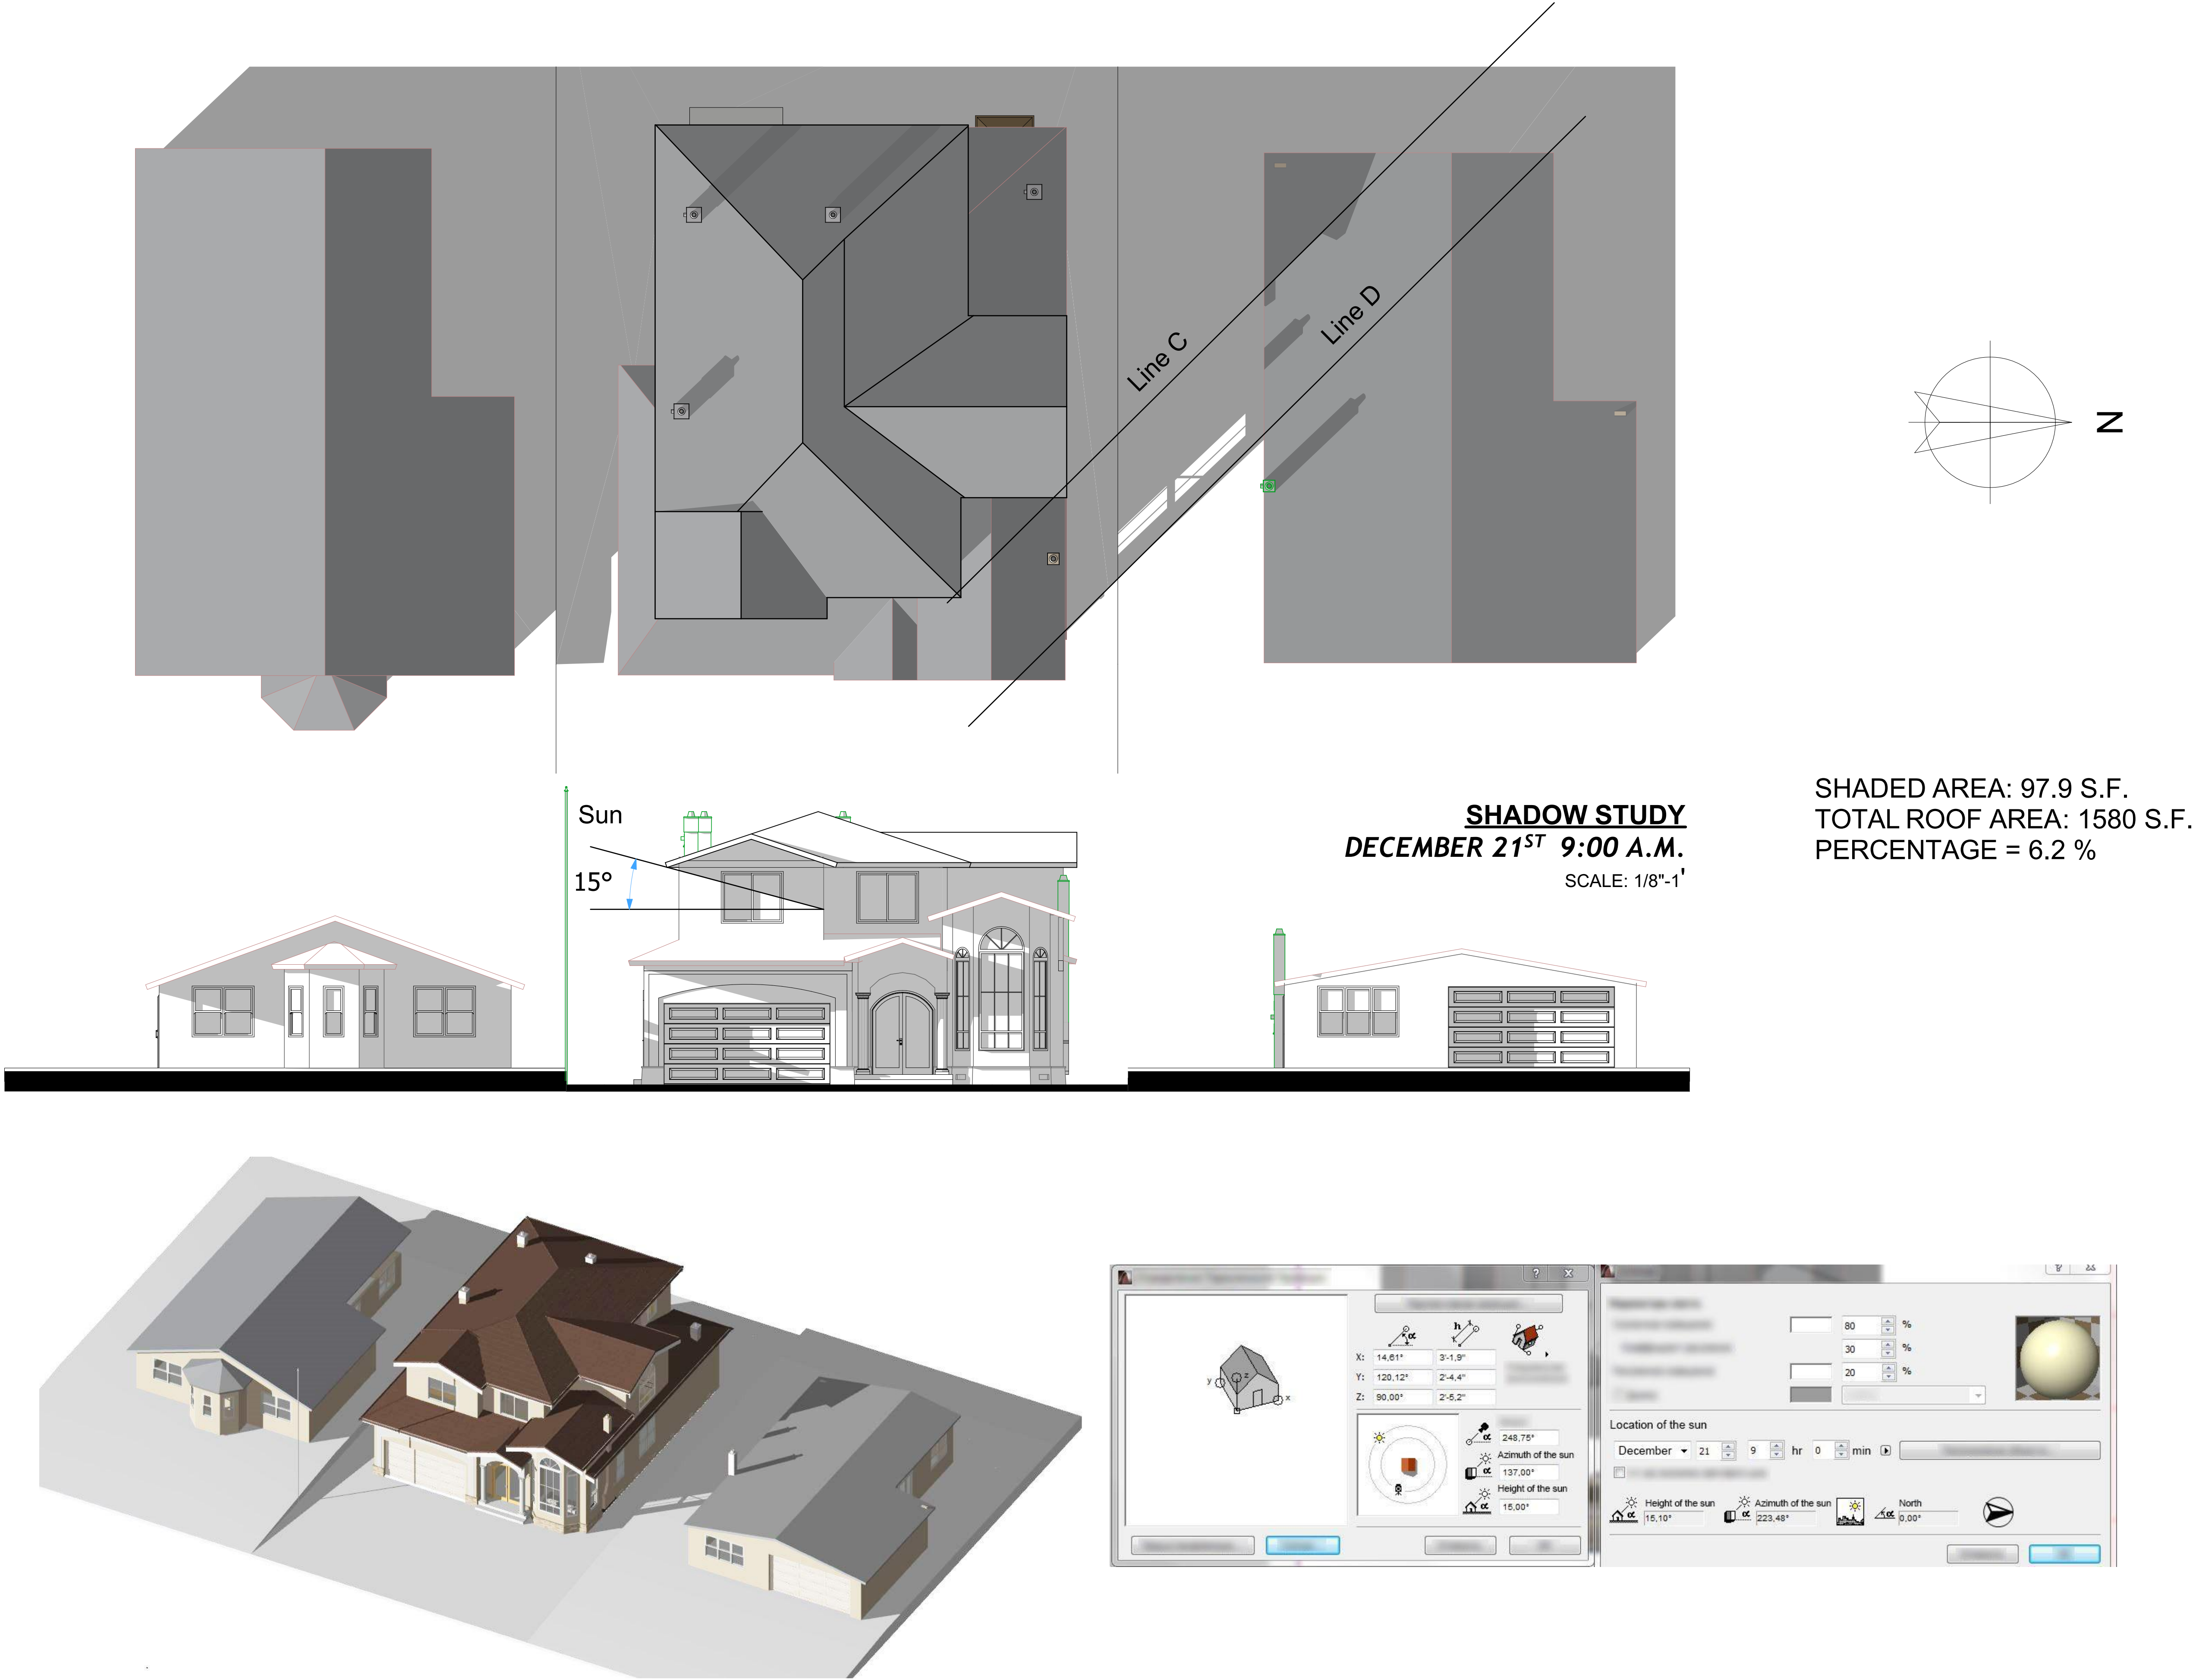 Line C
Line D
N
Sun
15°
SHADOW STUDY
DECEMBER 21ST 9:00 A.M.
SCALE: 1/8"-1'
SHADED AREA: 97.9 S.F.
TOTAL ROOF AREA: 1580 S.F.
PERCENTAGE = 6.2 %
α
h
X: 14,61° 3'-1,9"
Y: 120,12° 2'-4,4"
Z: 90,00° 2'-5,2"
y
z
x
α 248,75°
Azimuth of the sun
α 137,00°
Height of the sun
α 15,00°
80 %
30 %
20 %
Location of the sun
December 21 9 hr 0 min
Height of the sun
α 15,10°
Azimuth of the sun
α 223,48°
North
α 0,00°